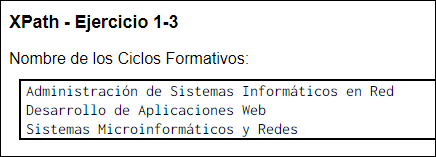 XPath - Ejercicio 1-3
Nombre de los Ciclos Formativos:
Administración de Sistemas Informáticos en Red
Desarrollo de Aplicaciones Web
Sistemas Microinformáticos y Redes